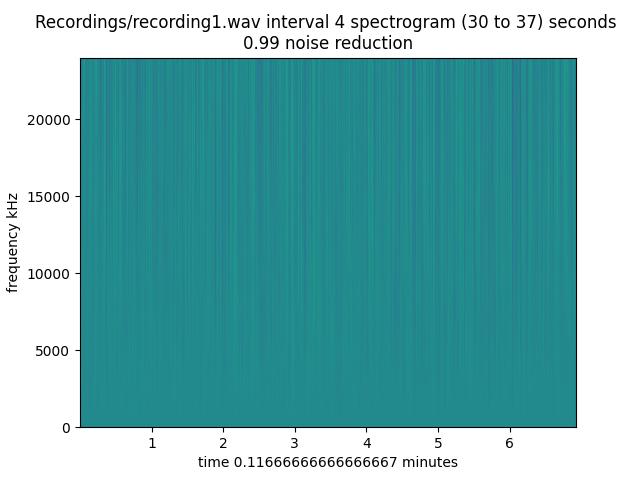 Recordings/recording1.wav interval 4 spectrogram (30 to 37) seconds
0.99 noise reduction
frequency kHz
20000
15000
10000
5000
0
1 2 3 4 5 6
time 0.11666666666666667 minutes